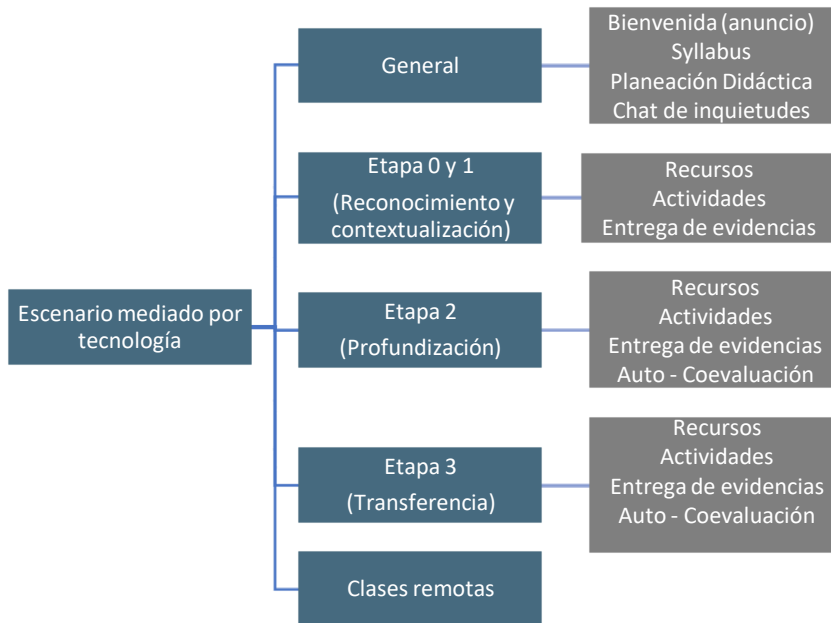 Escenario mediado por
tecnología
General
Bienvenida (anuncio)
Syllabus
Planeación Didáctica
Chat de inquietudes
Etapa 0 y 1
(Reconocimiento y
contextualización)
Recursos
Actividades
Entrega de evidencias
Etapa 2
(Profundización)
Recursos
Actividades
Entrega de evidencias
Auto - Coevaluación
Etapa 3
(Transferencia)
Recursos
Actividades
Entrega de evidencias
Auto - Coevaluación
Clases remotas